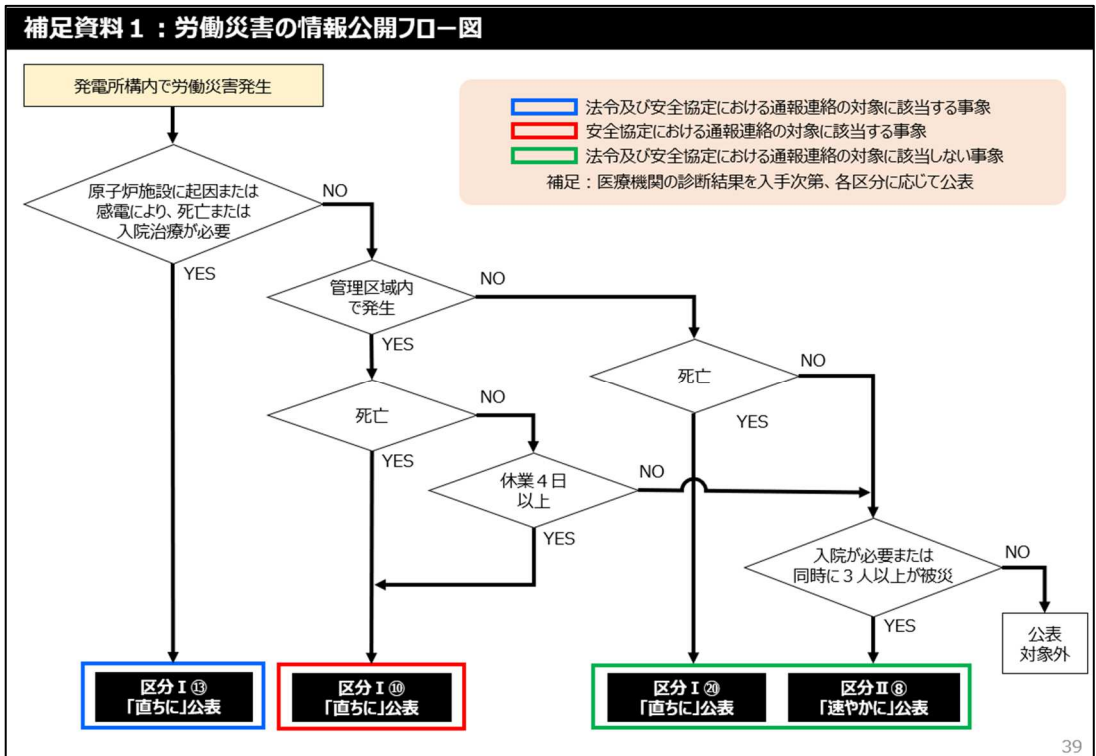 補足資料1：労働災害の情報公開フロー図
発電所構内で労働災害発生
法令及び安全協定における通報連絡の対象に該当する事象
安全協定における通報連絡の対象に該当する事象
法令及び安全協定における通報連絡の対象に該当しない事象
補足：医療機関の診断結果を入手次第、各区分に応じて公表
原子炉施設に起因または
感電により、死亡または
入院治療が必要
NO
YES
管理区域内
で発生
NO
YES
死亡
NO
YES
死亡
NO
YES
休業４日
以上
NO
YES
入院が必要または
同時に３人以上が被災
NO
YES
公表
対象外
区分Ⅰ⑬
「直ちに」公表
区分Ⅰ⑩
「直ちに」公表
区分Ⅰ⑳
「直ちに」公表
区分Ⅱ⑧
「速やかに」公表
39